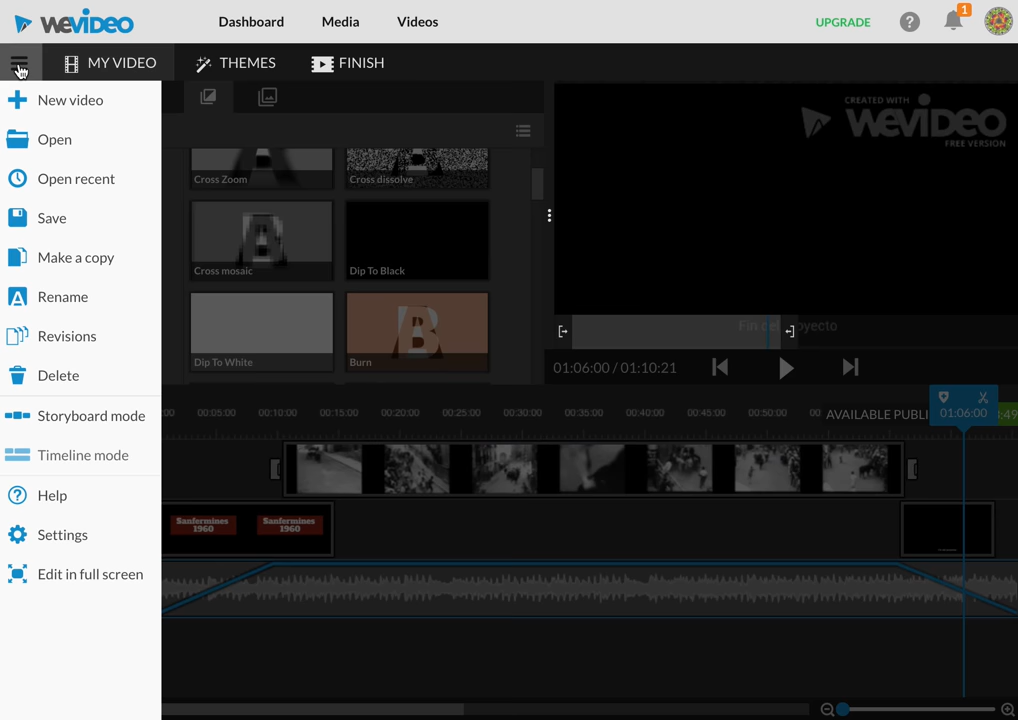 WEVIDEO
Dashboard
Media
Videos
UPGRADE
1
MY VIDEO
THEMES
FINISH
New video
Open
Open recent
Save
Make a copy
Rename
Revisions
Delete
Storyboard mode
Timeline mode
Help
Settings
Edit in full screen
Cross Zoom
Cross dissolve
Cross mosaic
Dip To Black
Dip To White
Burn
CREATED WITH
WEVIDEO
FREE VERSION
01:06:00 / 01:10:21
:00
00:05:00
00:10:00
00:15:00
00:20:00
00:25:00
00:30:00
00:35:00
00:40:00
00:45:00
00:50:00
00
AVAILABLE PUBLI
01:06:00
:49
Sanfermines
1960
Sanfermines
1960